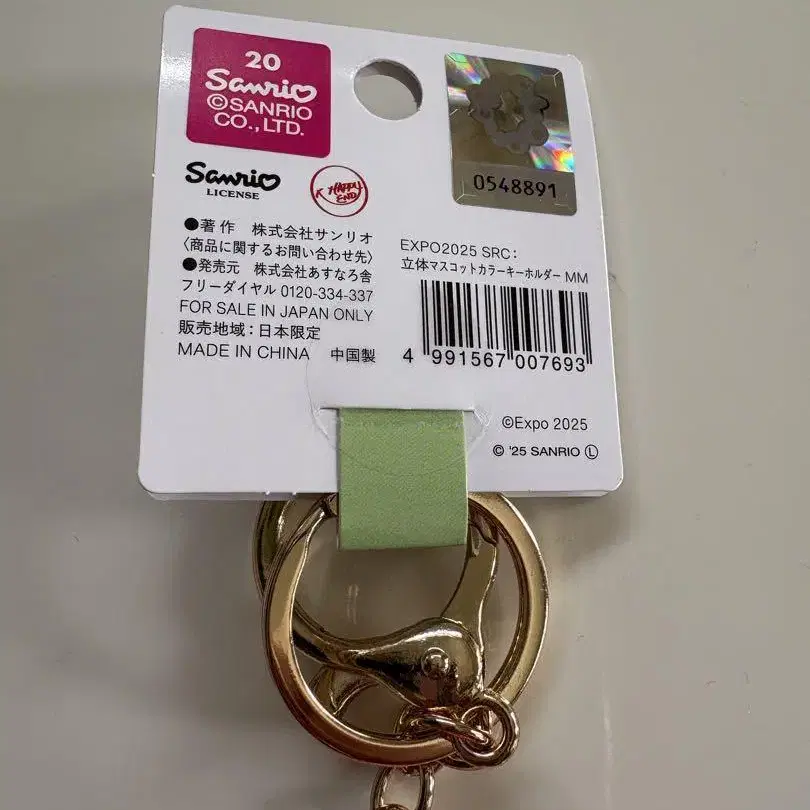 20
Sanrio
©SANRIO
CO.,LTD.
Sanrio
LICENSE
K HAPPY
END
0548891
●著作 株式会社サンリオ
〈商品に関するお問い合わせ先〉
●発売元 株式会社あすなろ舎
フリーダイヤル 0120-334-337
FOR SALE IN JAPAN ONLY
販売地域：日本限定
MADE IN CHINA 中国製
EXPO2025 SRC：
立体マスコットカラーキーホルダー MM
4 991567 007693
©Expo 2025
© '25 SANRIO Ⓛ